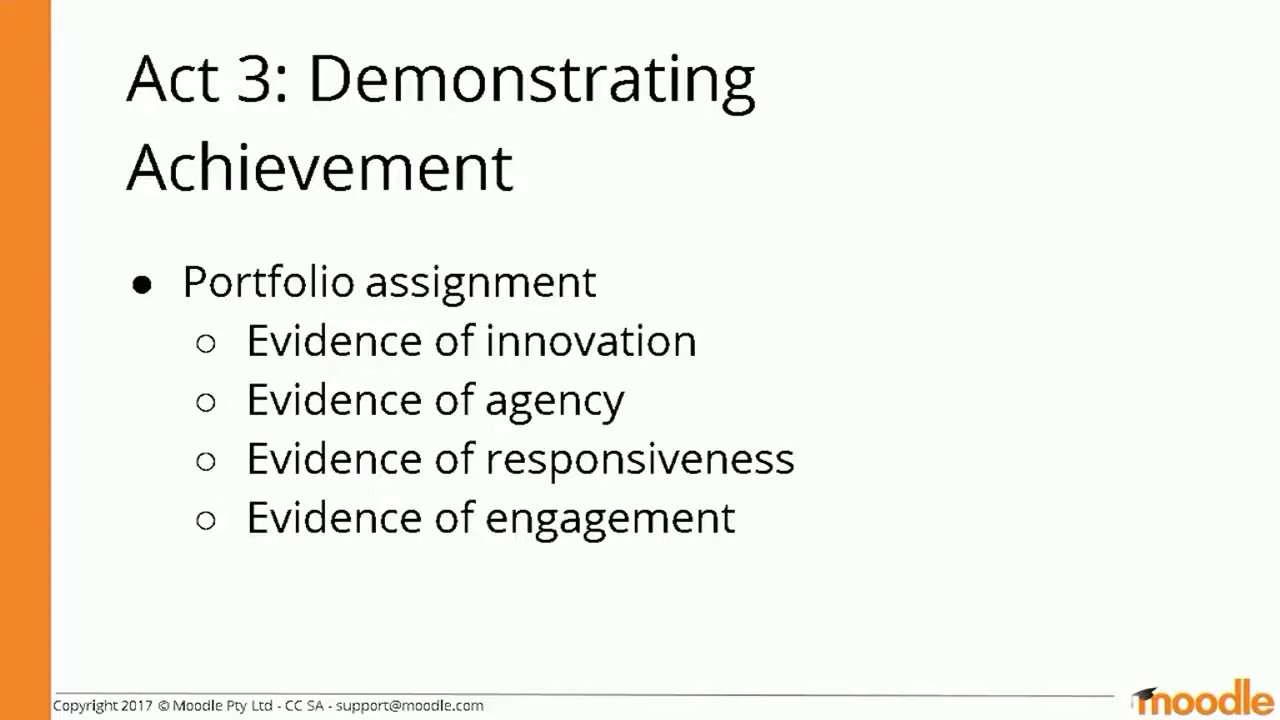 Act 3: Demonstrating
Achievement
● Portfolio assignment
○ Evidence of innovation
○ Evidence of agency
○ Evidence of responsiveness
○ Evidence of engagement
Copyright 2017 © Moodle Pty Ltd - CC SA - support@moodle.com
moodle